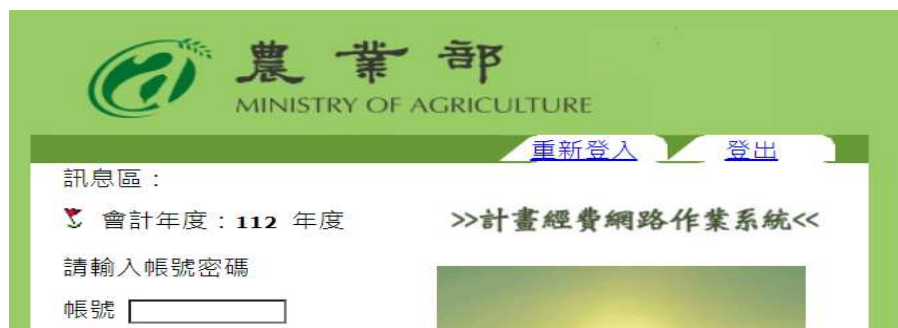 農業部
MINISTRY OF AGRICULTURE
重新登入 登出
訊息區：
會計年度：112 年度
>>計畫經費網路作業系統<<
請輸入帳號密碼
帳號